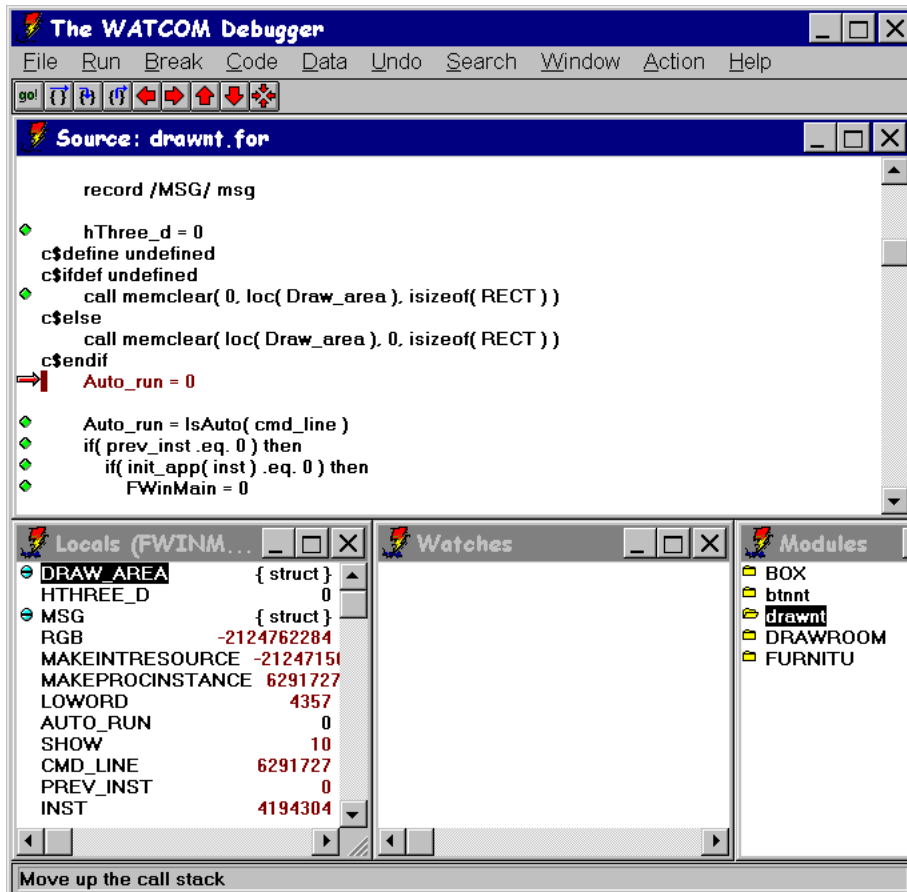 The WATCOM Debugger
File Run Break Code Data Undo Search Window Action Help
go!
Source: drawnt.for
record /MSG/ msg
hThree_d = 0
c$define undefined
c$ifdef undefined
call memclear( 0, loc( Draw_area ), isizeof( RECT ) )
c$else
call memclear( loc( Draw_area ), 0, isizeof( RECT ) )
c$endif
Auto_run = 0
Auto_run = IsAuto( cmd_line )
if( prev_inst .eq. 0 ) then
if( init_app( inst ) .eq. 0 ) then
FWinMain = 0
Locals (FWINM...
DRAW_AREA { struct }
HTHREE_D 0
MSG { struct }
RGB -2124762284
MAKEINTRESOURCE -2124715
MAKEPROCINSTANCE 6291727
LOWORD 4357
AUTO_RUN 0
SHOW 10
CMD_LINE 6291727
PREV_INST 0
INST 4194304
Watches
Modules
BOX
btnnt
drawnt
DRAWROOM
FURNITU
Move up the call stack